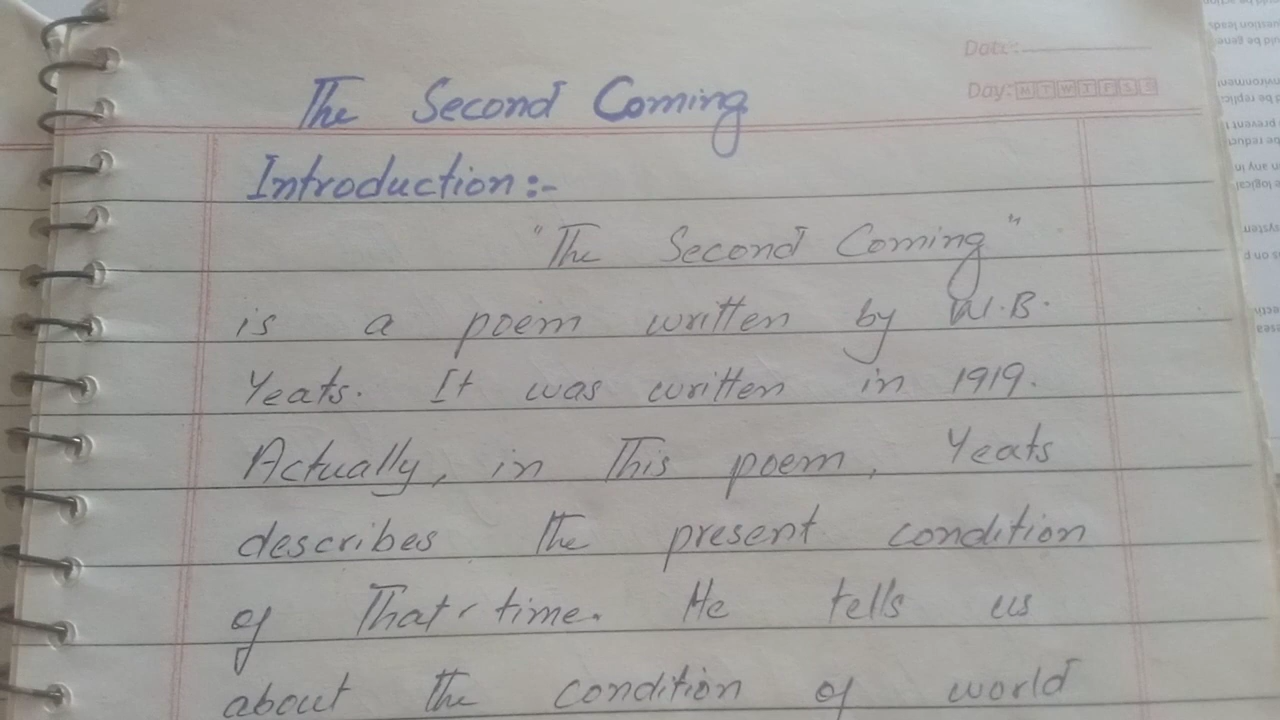 Date:
Day: M T W T F S S
The Second Coming
Introduction:-
"The Second Coming"
is a poem written by W.B.
Yeats. It was written in 1919.
Actually, in This poem, Yeats
describes the present condition
of That time. He tells us
about the condition of world